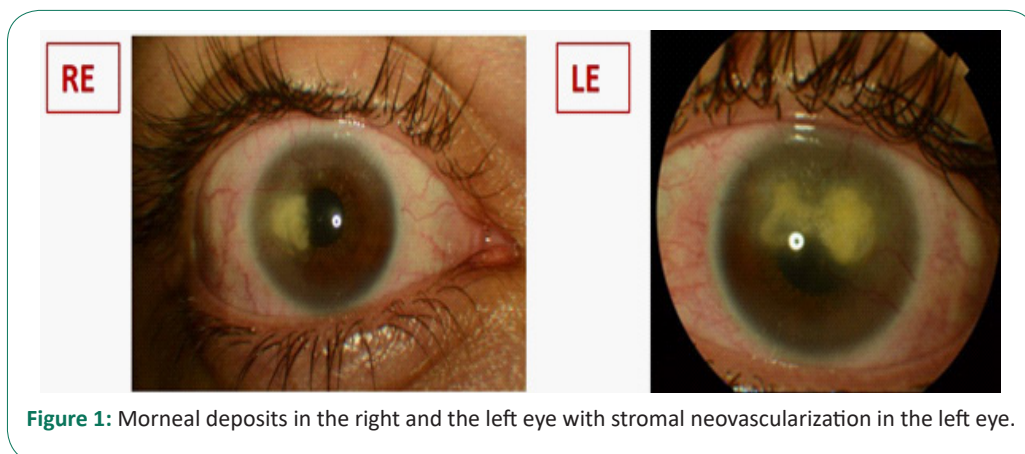 RE
LE
Figure 1: Morneal deposits in the right and the left eye with stromal neovascularization in the left eye.